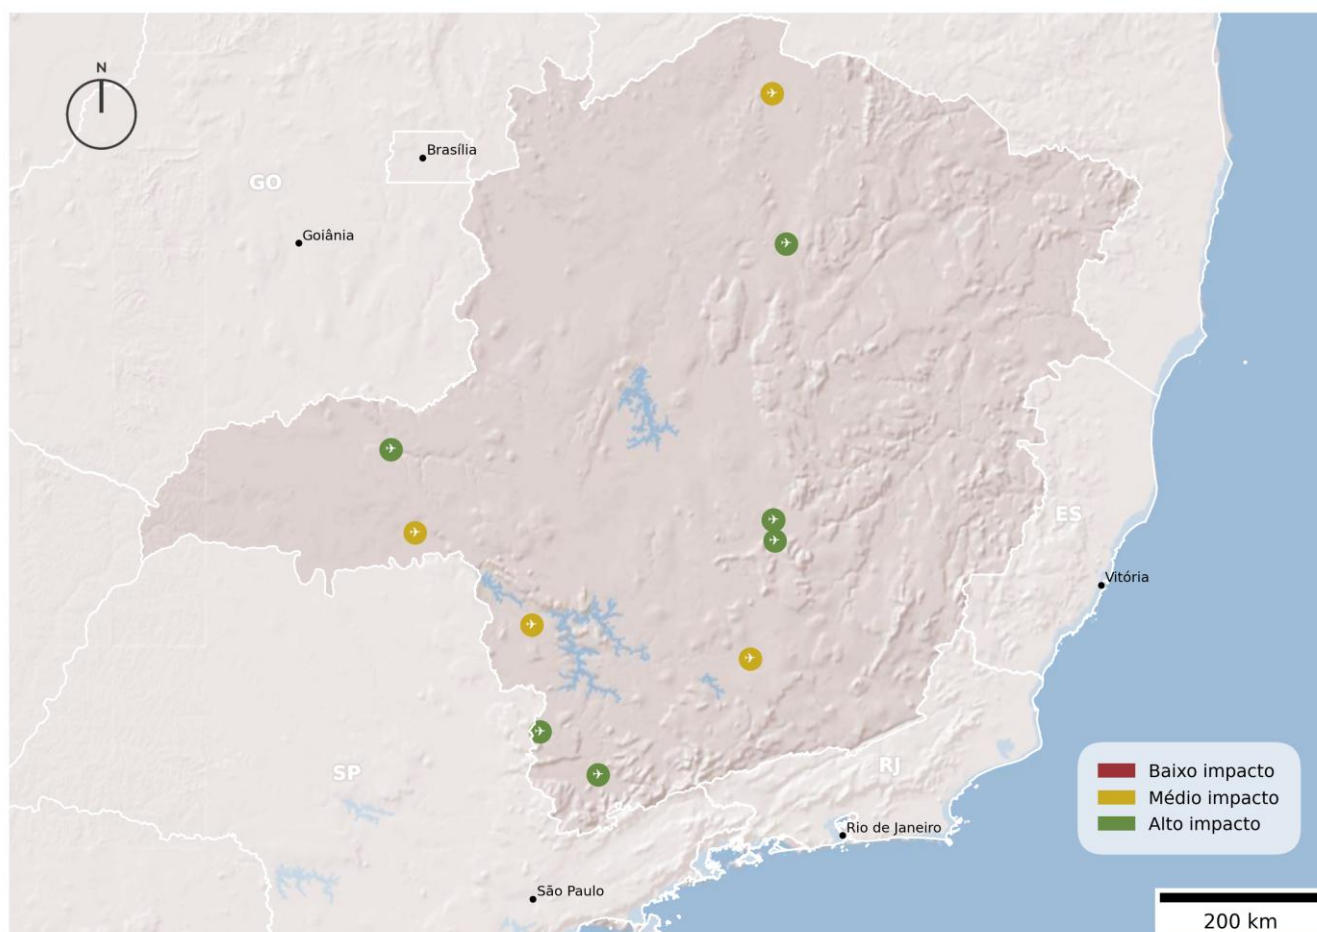 N
Brasília
GO
Goiânia
ES
Vitória
SP
RJ
Baixo impacto
Médio impacto
Alto impacto
Rio de Janeiro
São Paulo
200 km